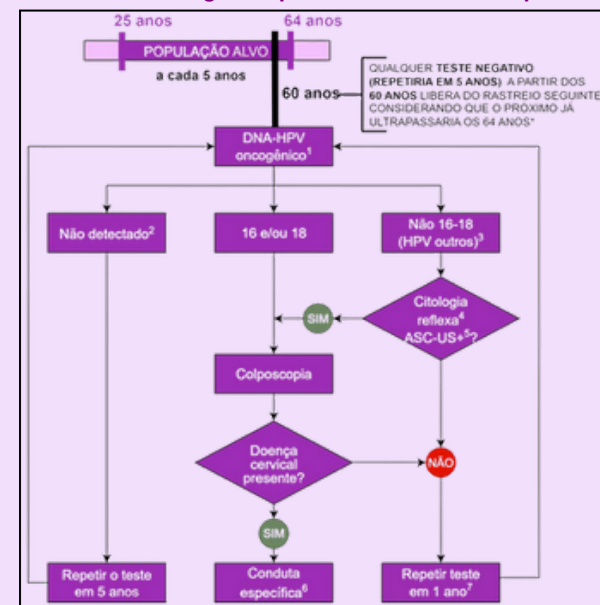 25 anos
64 anos
POPULAÇÃO ALVO
a cada 5 anos
60 anos
QUALQUER TESTE NEGATIVO
(REPETIRIA EM 5 ANOS) A PARTIR DOS
60 ANOS LIBERA DO RASTREIO SEGUINTE
CONSIDERANDO QUE O PRÓXIMO JÁ
ULTRAPASSARIA OS 64 ANOS*
DNA-HPV
oncogênico¹
Não detectado²
16 e/ou 18
Não 16-18
(HPV outros)³
Citologia
reflexa⁴
ASC-US+⁵?
SIM
Colposcopia
Doença
cervical
presente?
NÃO
SIM
Repetir o teste
em 5 anos
Conduta
específica⁶
Repetir teste
em 1 ano⁷